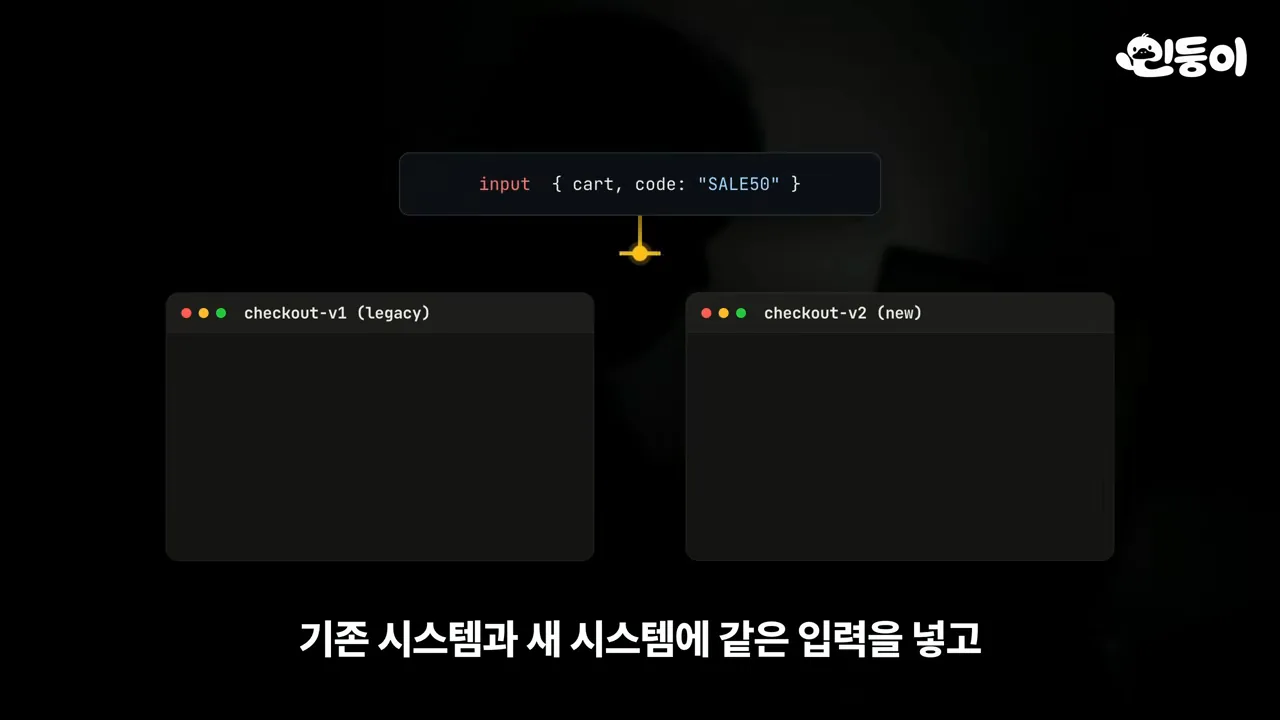 인둥이
input { cart, code: "SALE50" }
checkout-v1 (legacy)
checkout-v2 (new)
기존 시스템과 새 시스템에 같은 입력을 넣고